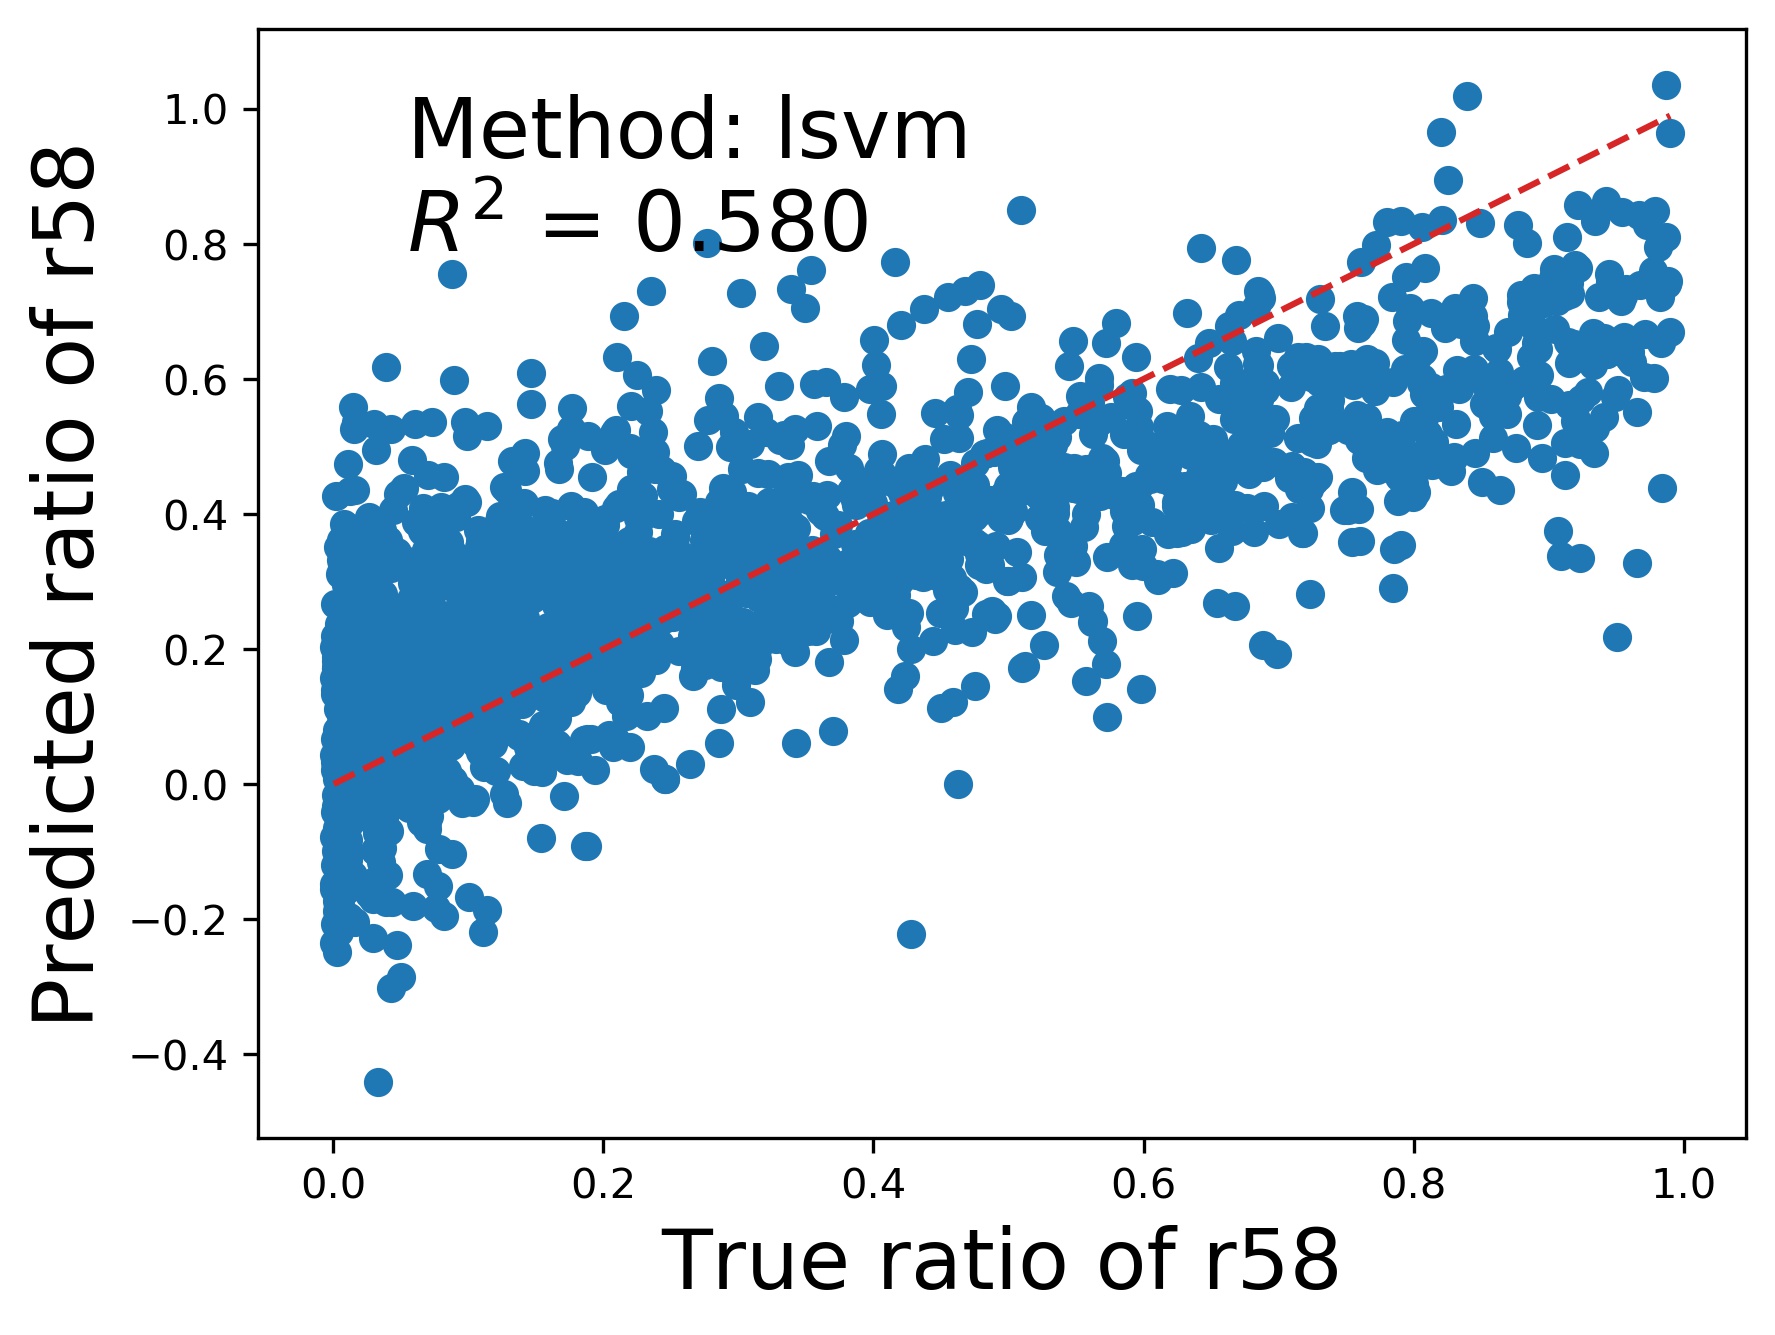 Method: lsvm
R² = 0.580
Predicted ratio of r58
1.0
0.8
0.6
0.4
0.2
0.0
−0.2
−0.4
0.0 0.2 0.4 0.6 0.8 1.0
True ratio of r58